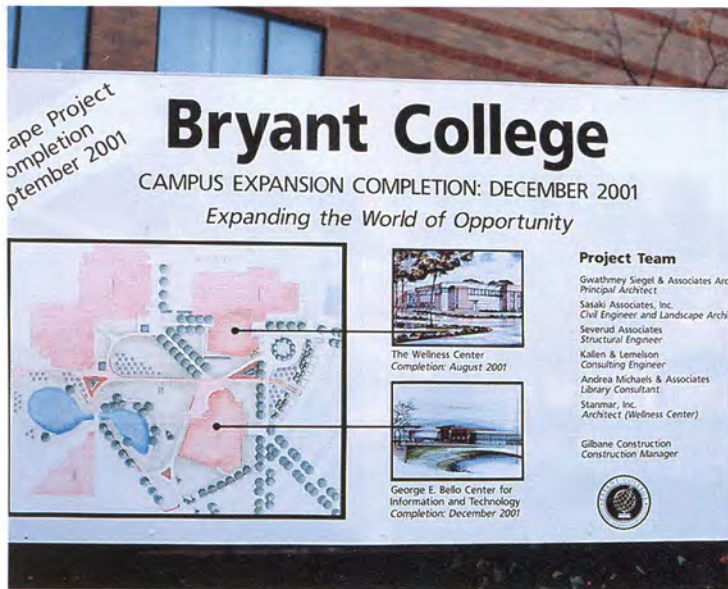 ape Project
ompletion
ptember 2001
Bryant College
CAMPUS EXPANSION COMPLETION: DECEMBER 2001
Expanding the World of Opportunity
The Wellness Center
Completion: August 2001
George E. Bello Center for
Information and Technology
Completion: December 2001
Project Team
Gwathmey Siegel & Associates Arc
Principal Architect
Sasaki Associates, Inc.
Civil Engineer and Landscape Archi
Severud Associates
Structural Engineer
Kallen & Lemelson
Consulting Engineer
Andrea Michaels & Associates
Library Consultant
Stanmar, Inc.
Architect (Wellness Center)
Gilbane Construction
Construction Manager